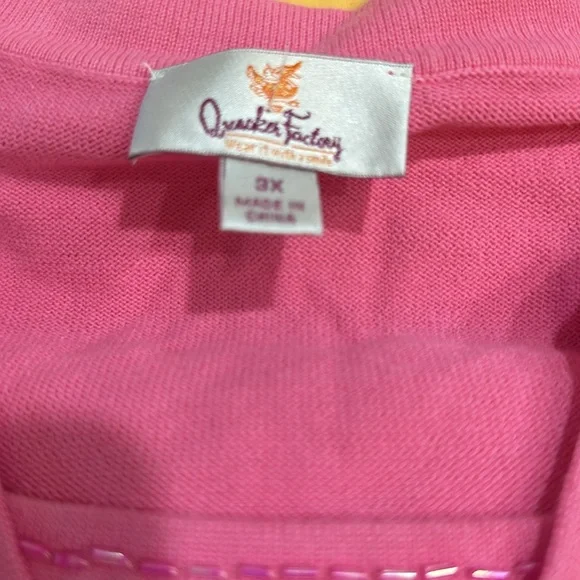 Quacker Factory
Wear it with a smile
3X
MADE IN
CHINA